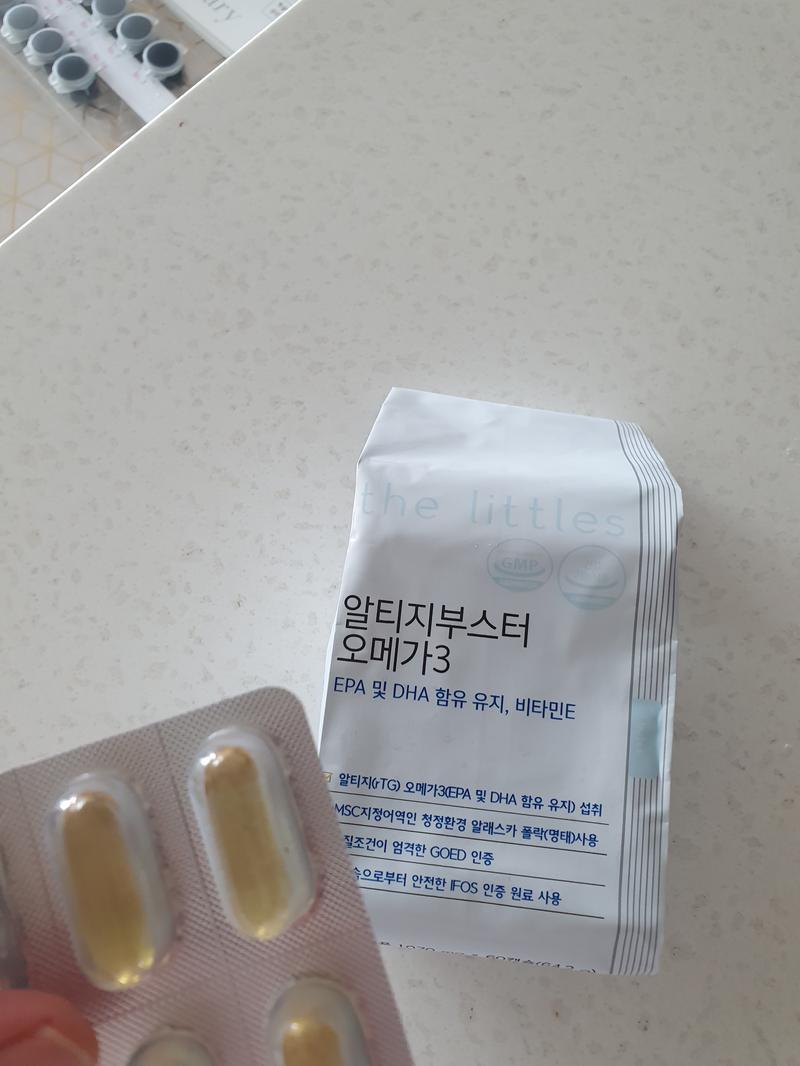 the littles
GMP
알티지부스터
오메가3
EPA 및 DHA 함유 유지, 비타민E
알티지(rTG) 오메가3(EPA 및 DHA 함유 유지) 섭취
MSC지정어역인 청정환경 알래스카 폴락(명태)사용
질조건이 엄격한 GOED 인증
속으로부터 안전한 IFOS 인증 원료 사용